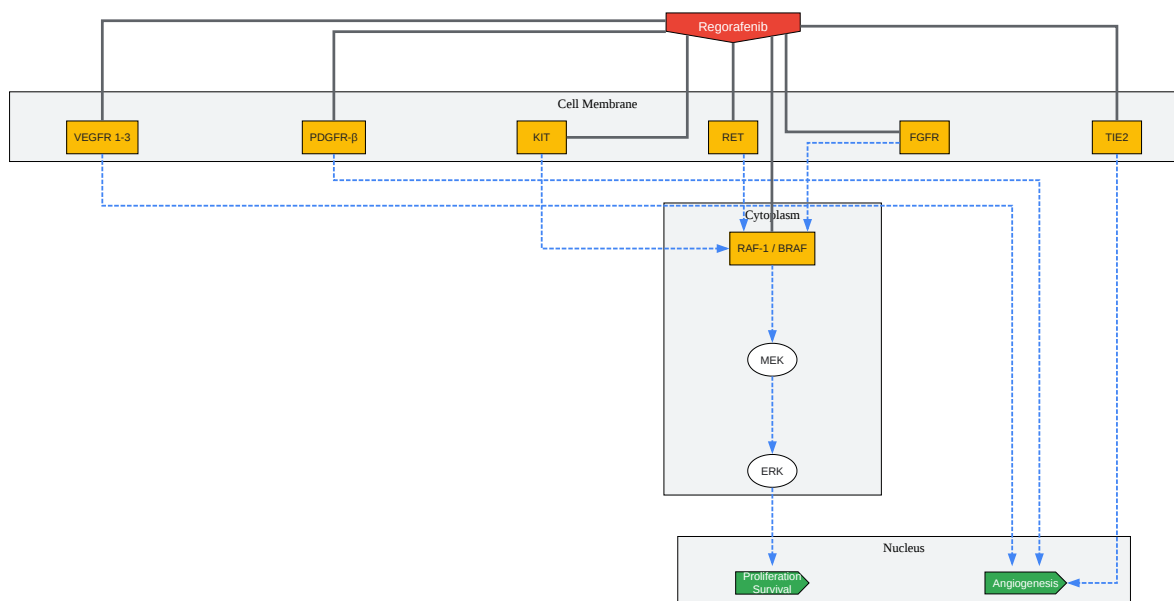 Regorafenib
Cell Membrane
VEGFR 1-3
PDGFR-β
KIT
RET
FGFR
TIE2
Cytoplasm
RAF-1 / BRAF
MEK
ERK
Nucleus
Proliferation
Survival
Angiogenesis